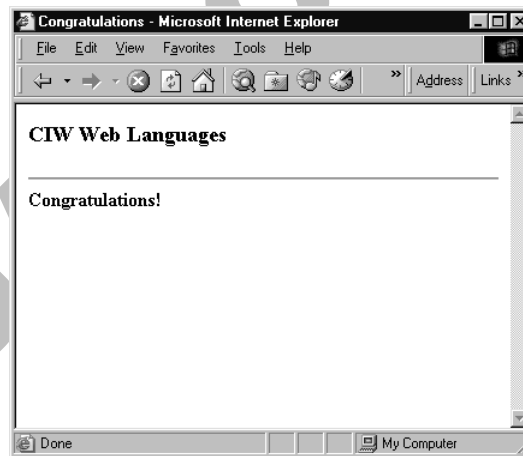 Congratulations - Microsoft Internet Explorer
File Edit View Favorites Tools Help
» Address Links »
CIW Web Languages
Congratulations!
Done My Computer